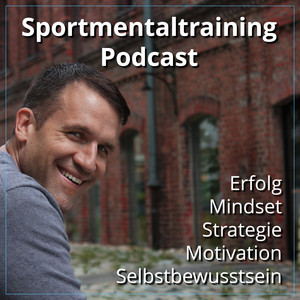 Sportmentaltraining
Podcast
Erfolg
Mindset
Strategie
Motivation
Selbstbewusstsein